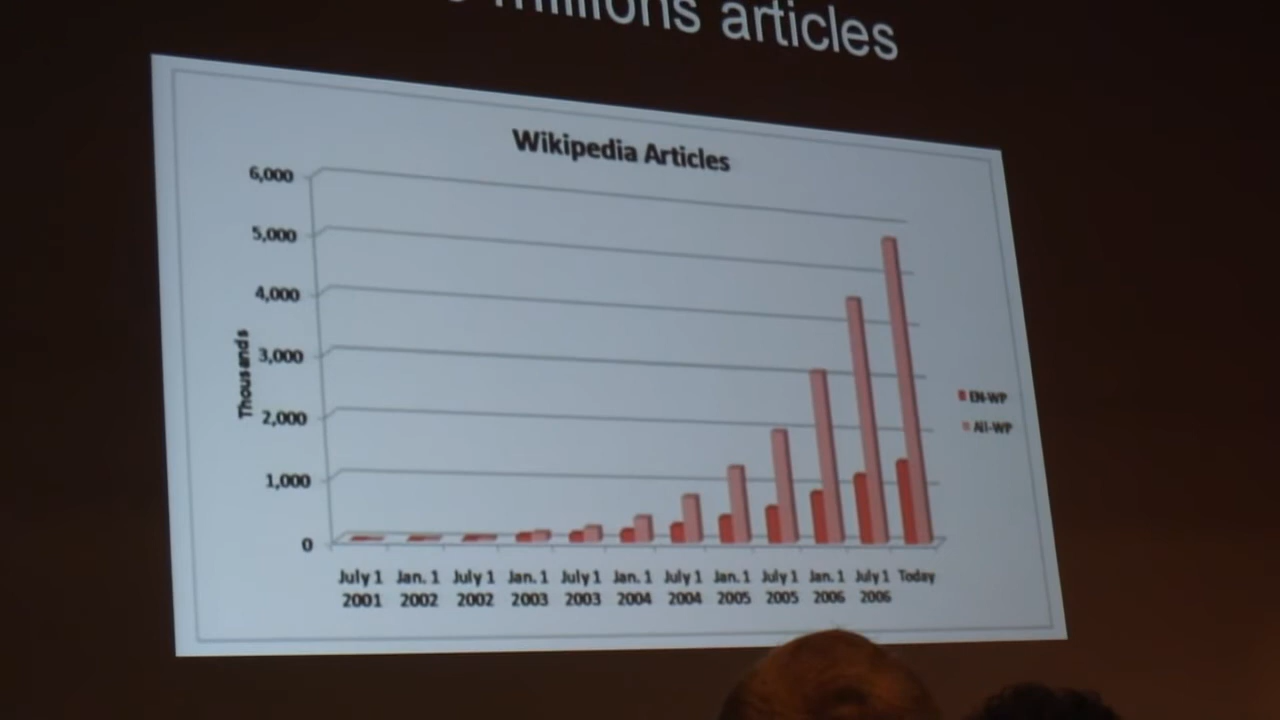 millions articles
Wikipedia Articles
6,000
5,000
4,000
3,000
2,000
1,000
0
Thousands
EN-WP
All-WP
July 1 Jan. 1 July 1 Jan. 1 July 1 Jan. 1 July 1 Jan. 1 July 1 Jan. 1 July 1 Today
2001 2002 2002 2003 2003 2004 2004 2005 2005 2006 2006